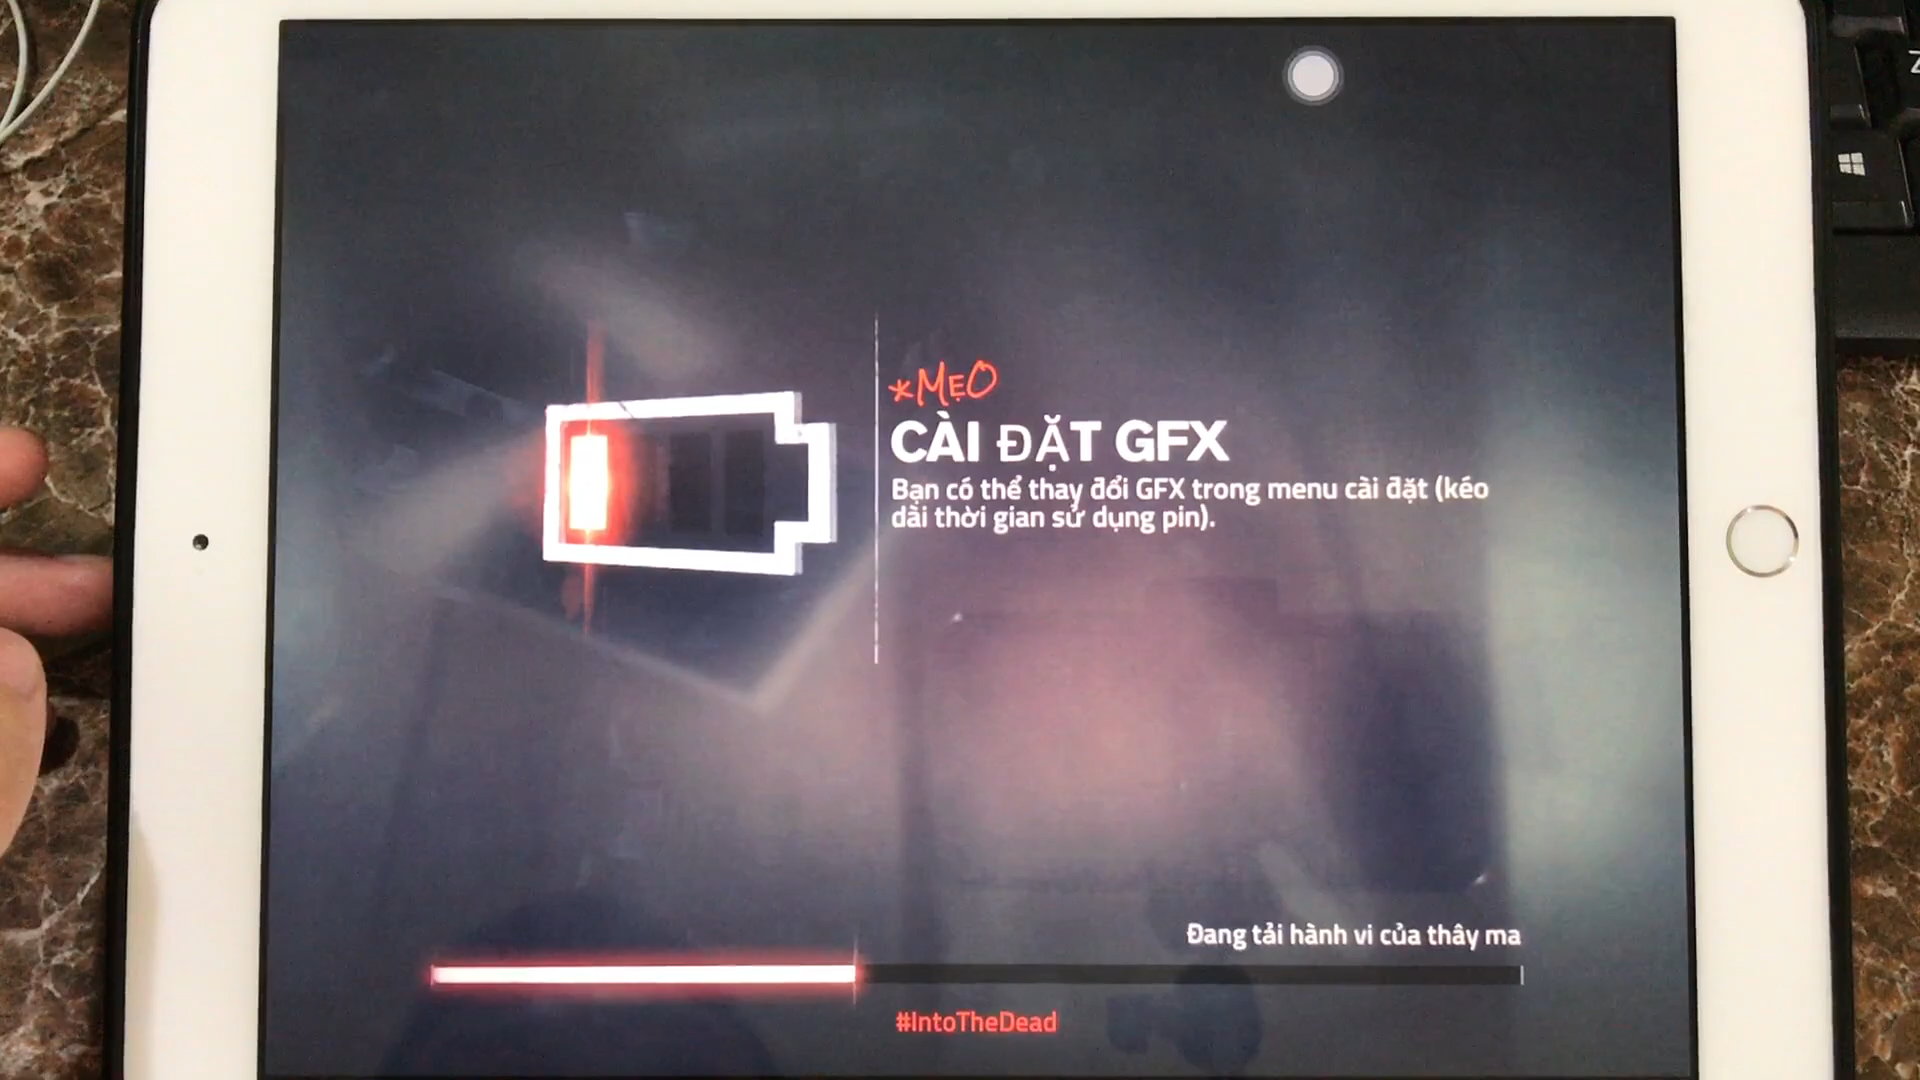 *MẸO
CÀI ĐẶT GFX
Bạn có thể thay đổi GFX trong menu cài đặt (kéo
dài thời gian sử dụng pin).
Đang tải hành vi của thây ma
#IntoTheDead